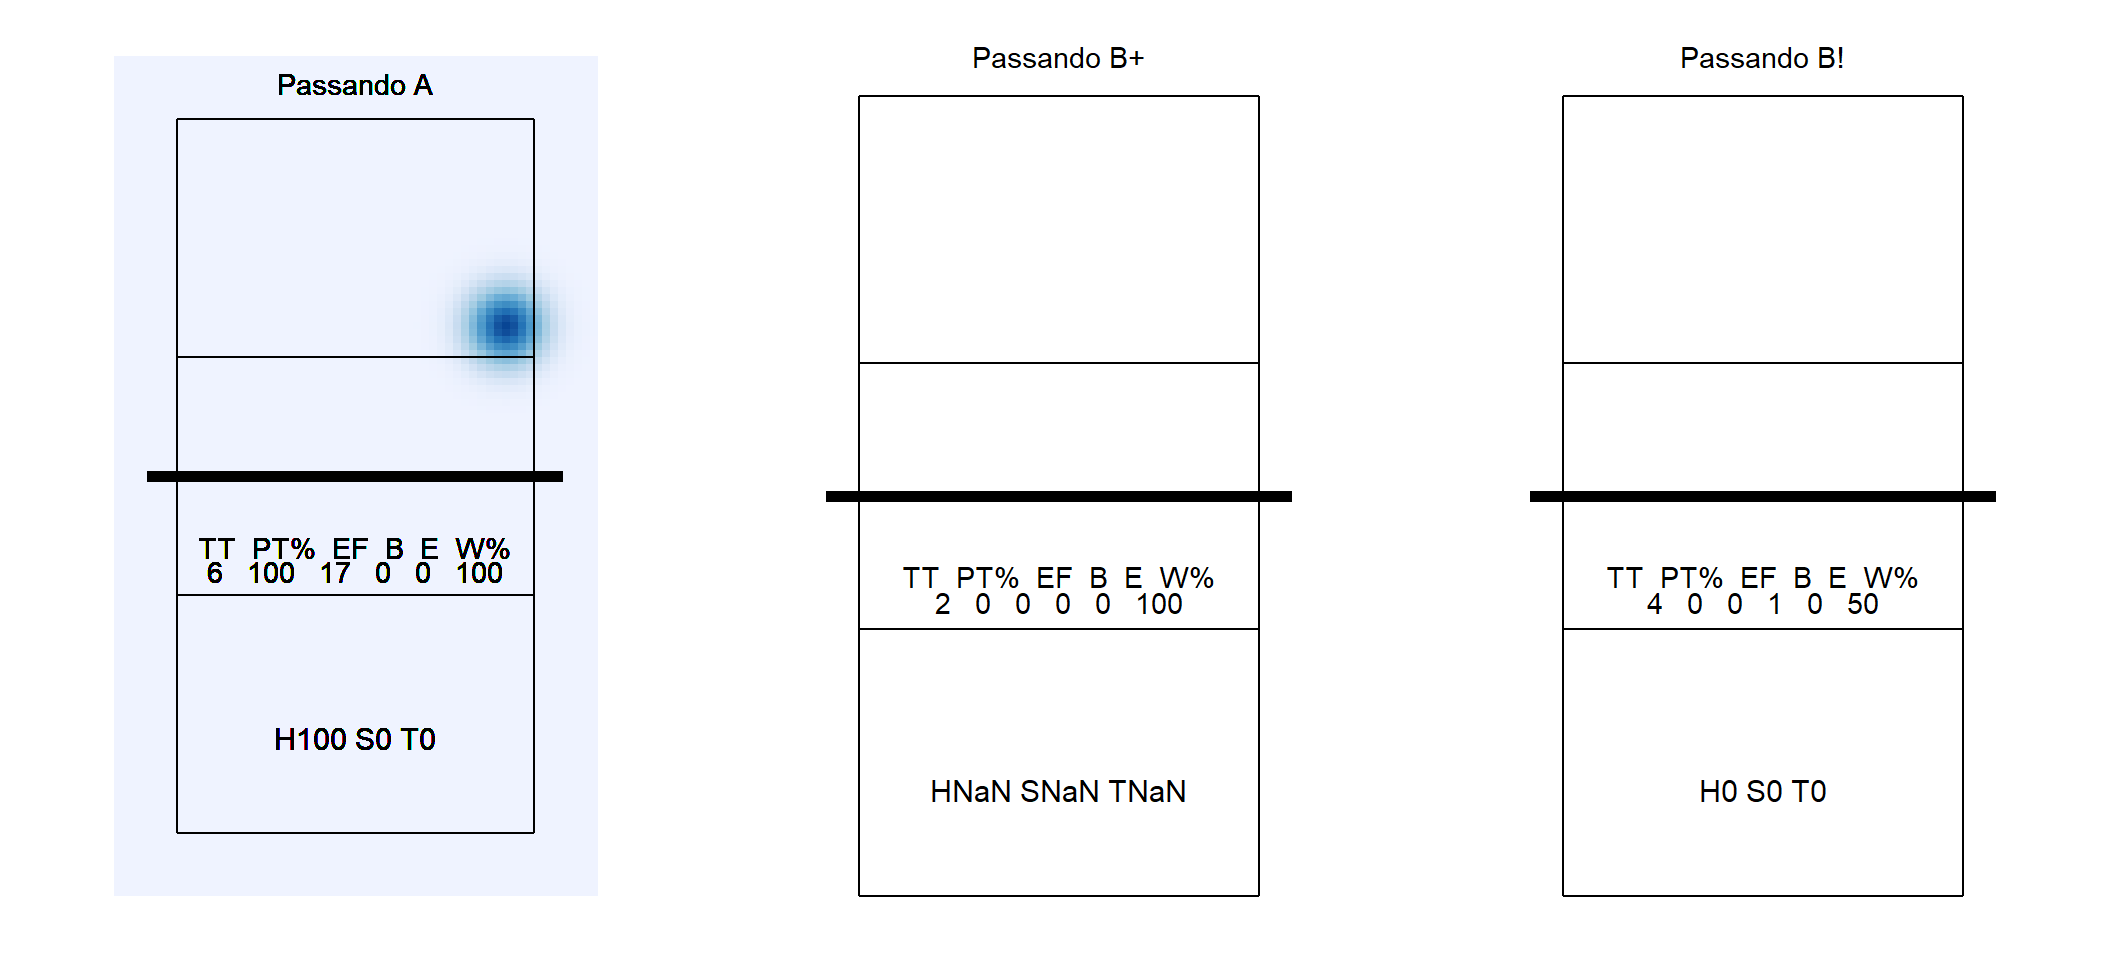 Passando A
TT PT% EF B E W%
6 100 17 0 0 100
H100 S0 T0
Passando B+
TT PT% EF B E W%
2 0 0 0 0 100
HNaN SNaN TNaN
Passando B!
TT PT% EF B E W%
4 0 0 1 0 50
H0 S0 T0